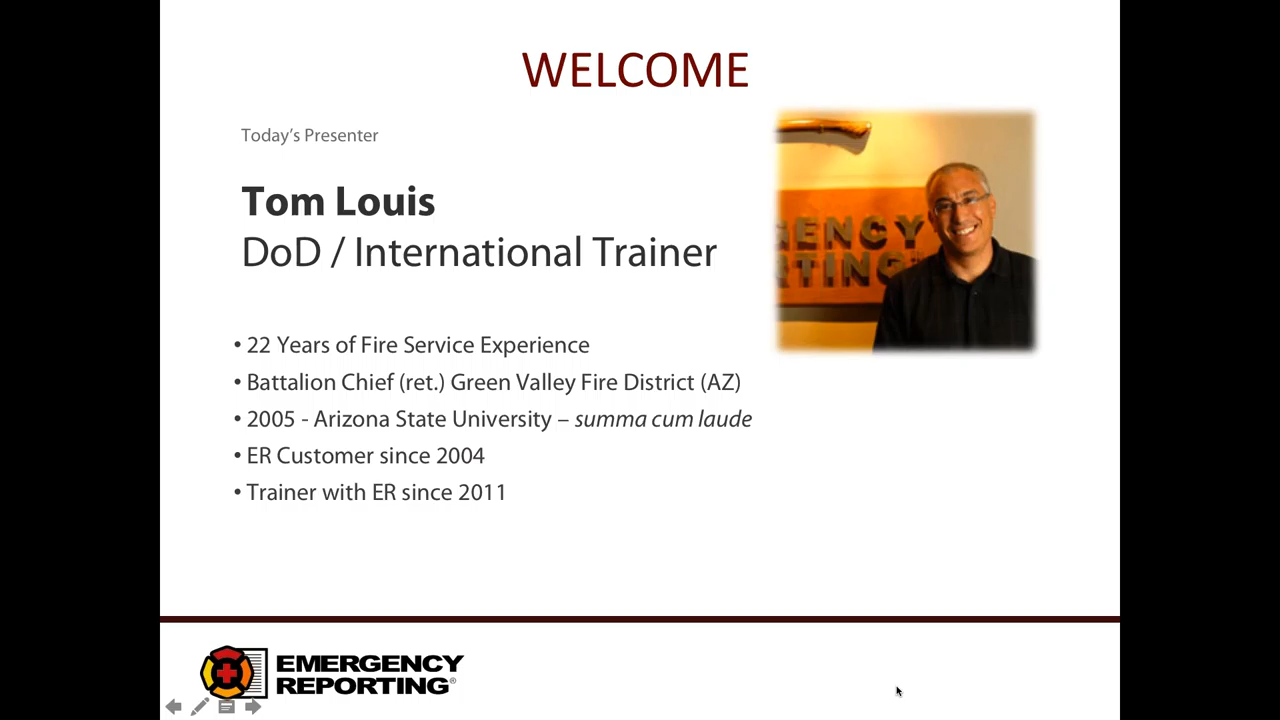 WELCOME
Today's Presenter
Tom Louis
DoD / International Trainer
• 22 Years of Fire Service Experience
• Battalion Chief (ret.) Green Valley Fire District (AZ)
• 2005 - Arizona State University – summa cum laude
• ER Customer since 2004
• Trainer with ER since 2011
GENCY
RTING
EMERGENCY
REPORTING®